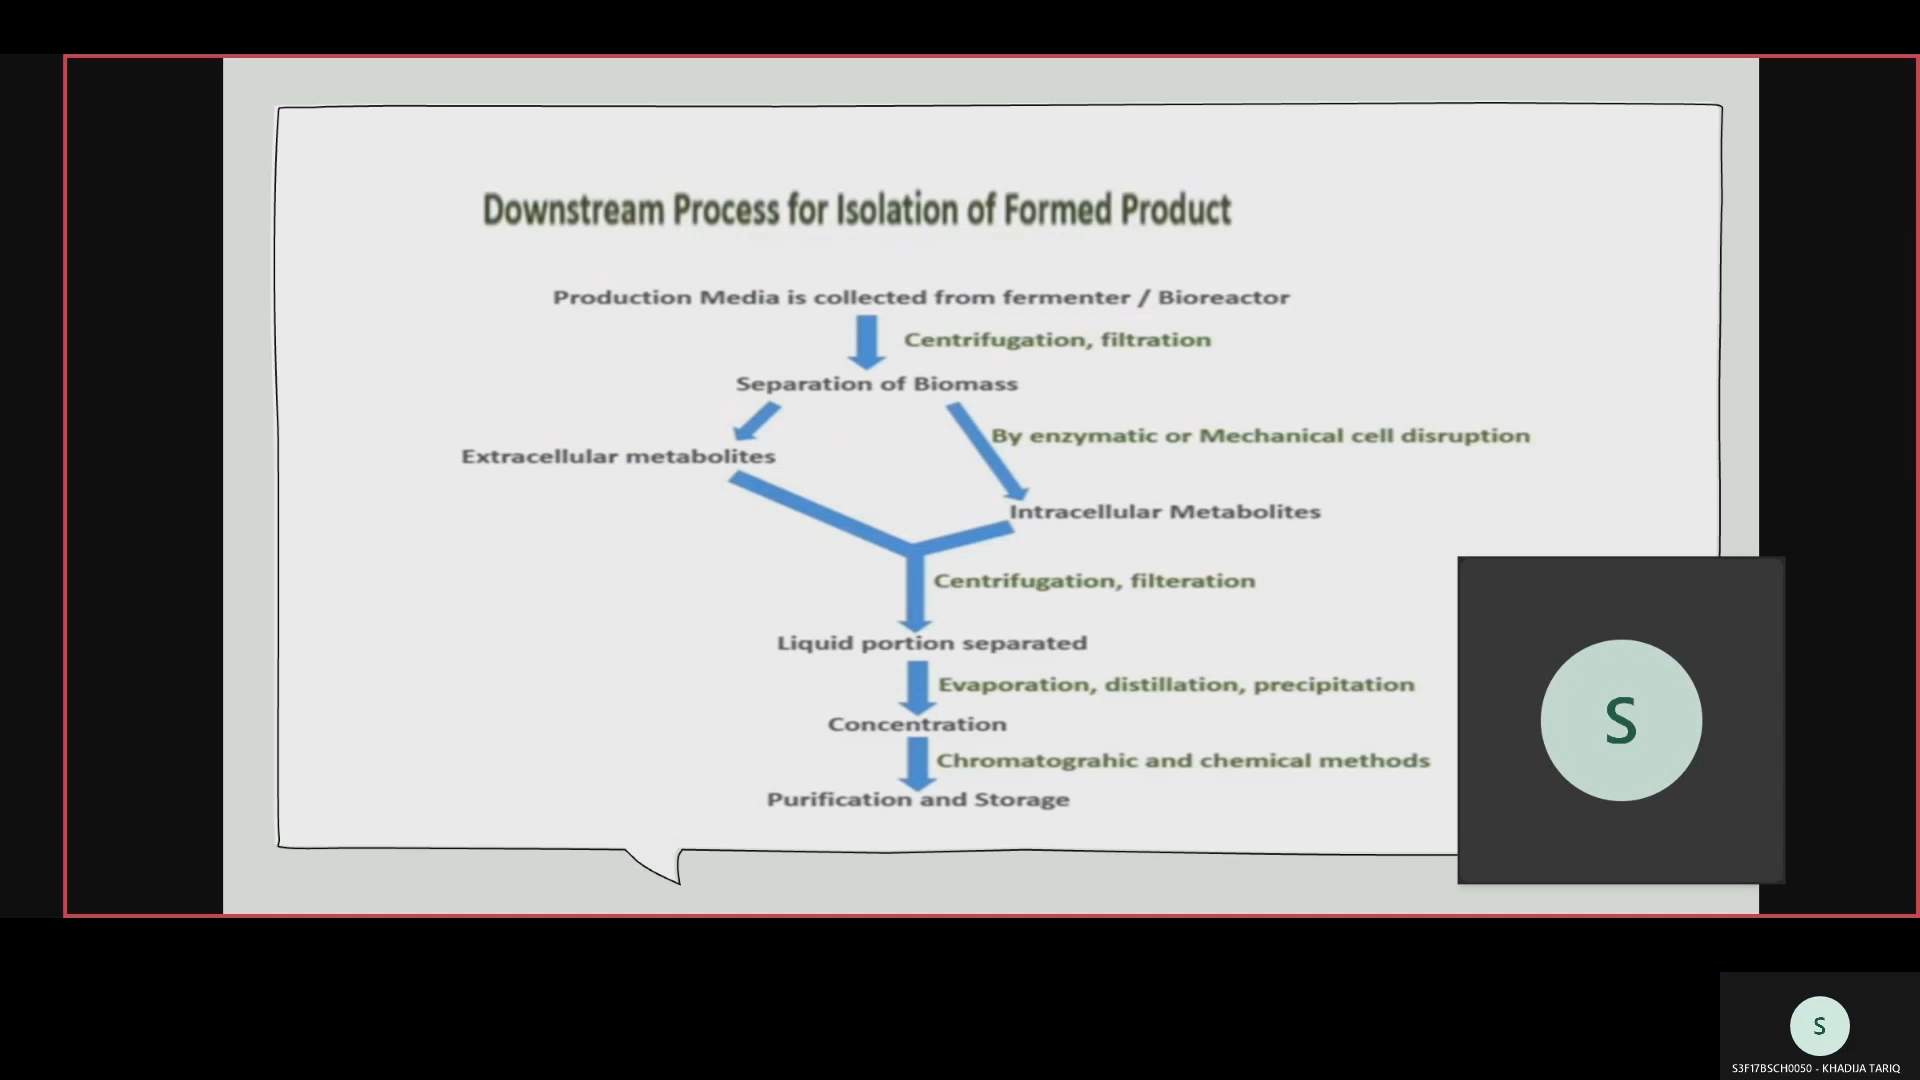 Downstream Process for Isolation of Formed Product
Production Media is collected from fermenter / Bioreactor
Centrifugation, filtration
Separation of Biomass
By enzymatic or Mechanical cell disruption
Extracellular metabolites
Intracellular Metabolites
Centrifugation, filteration
Liquid portion separated
Evaporation, distillation, precipitation
Concentration
Chromatograhic and chemical methods
Purification and Storage
S
S
S3F17BSCH0050 - KHADIJA TARIQ